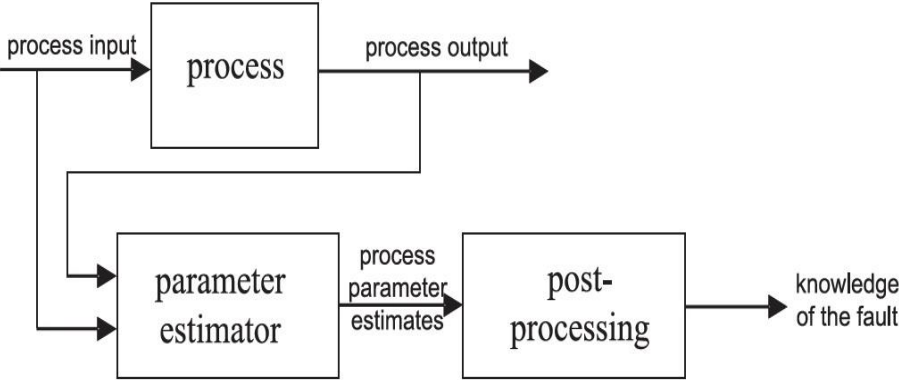 process input
process
process output
parameter
estimator
process
parameter
estimates
post-
processing
knowledge
of the fault